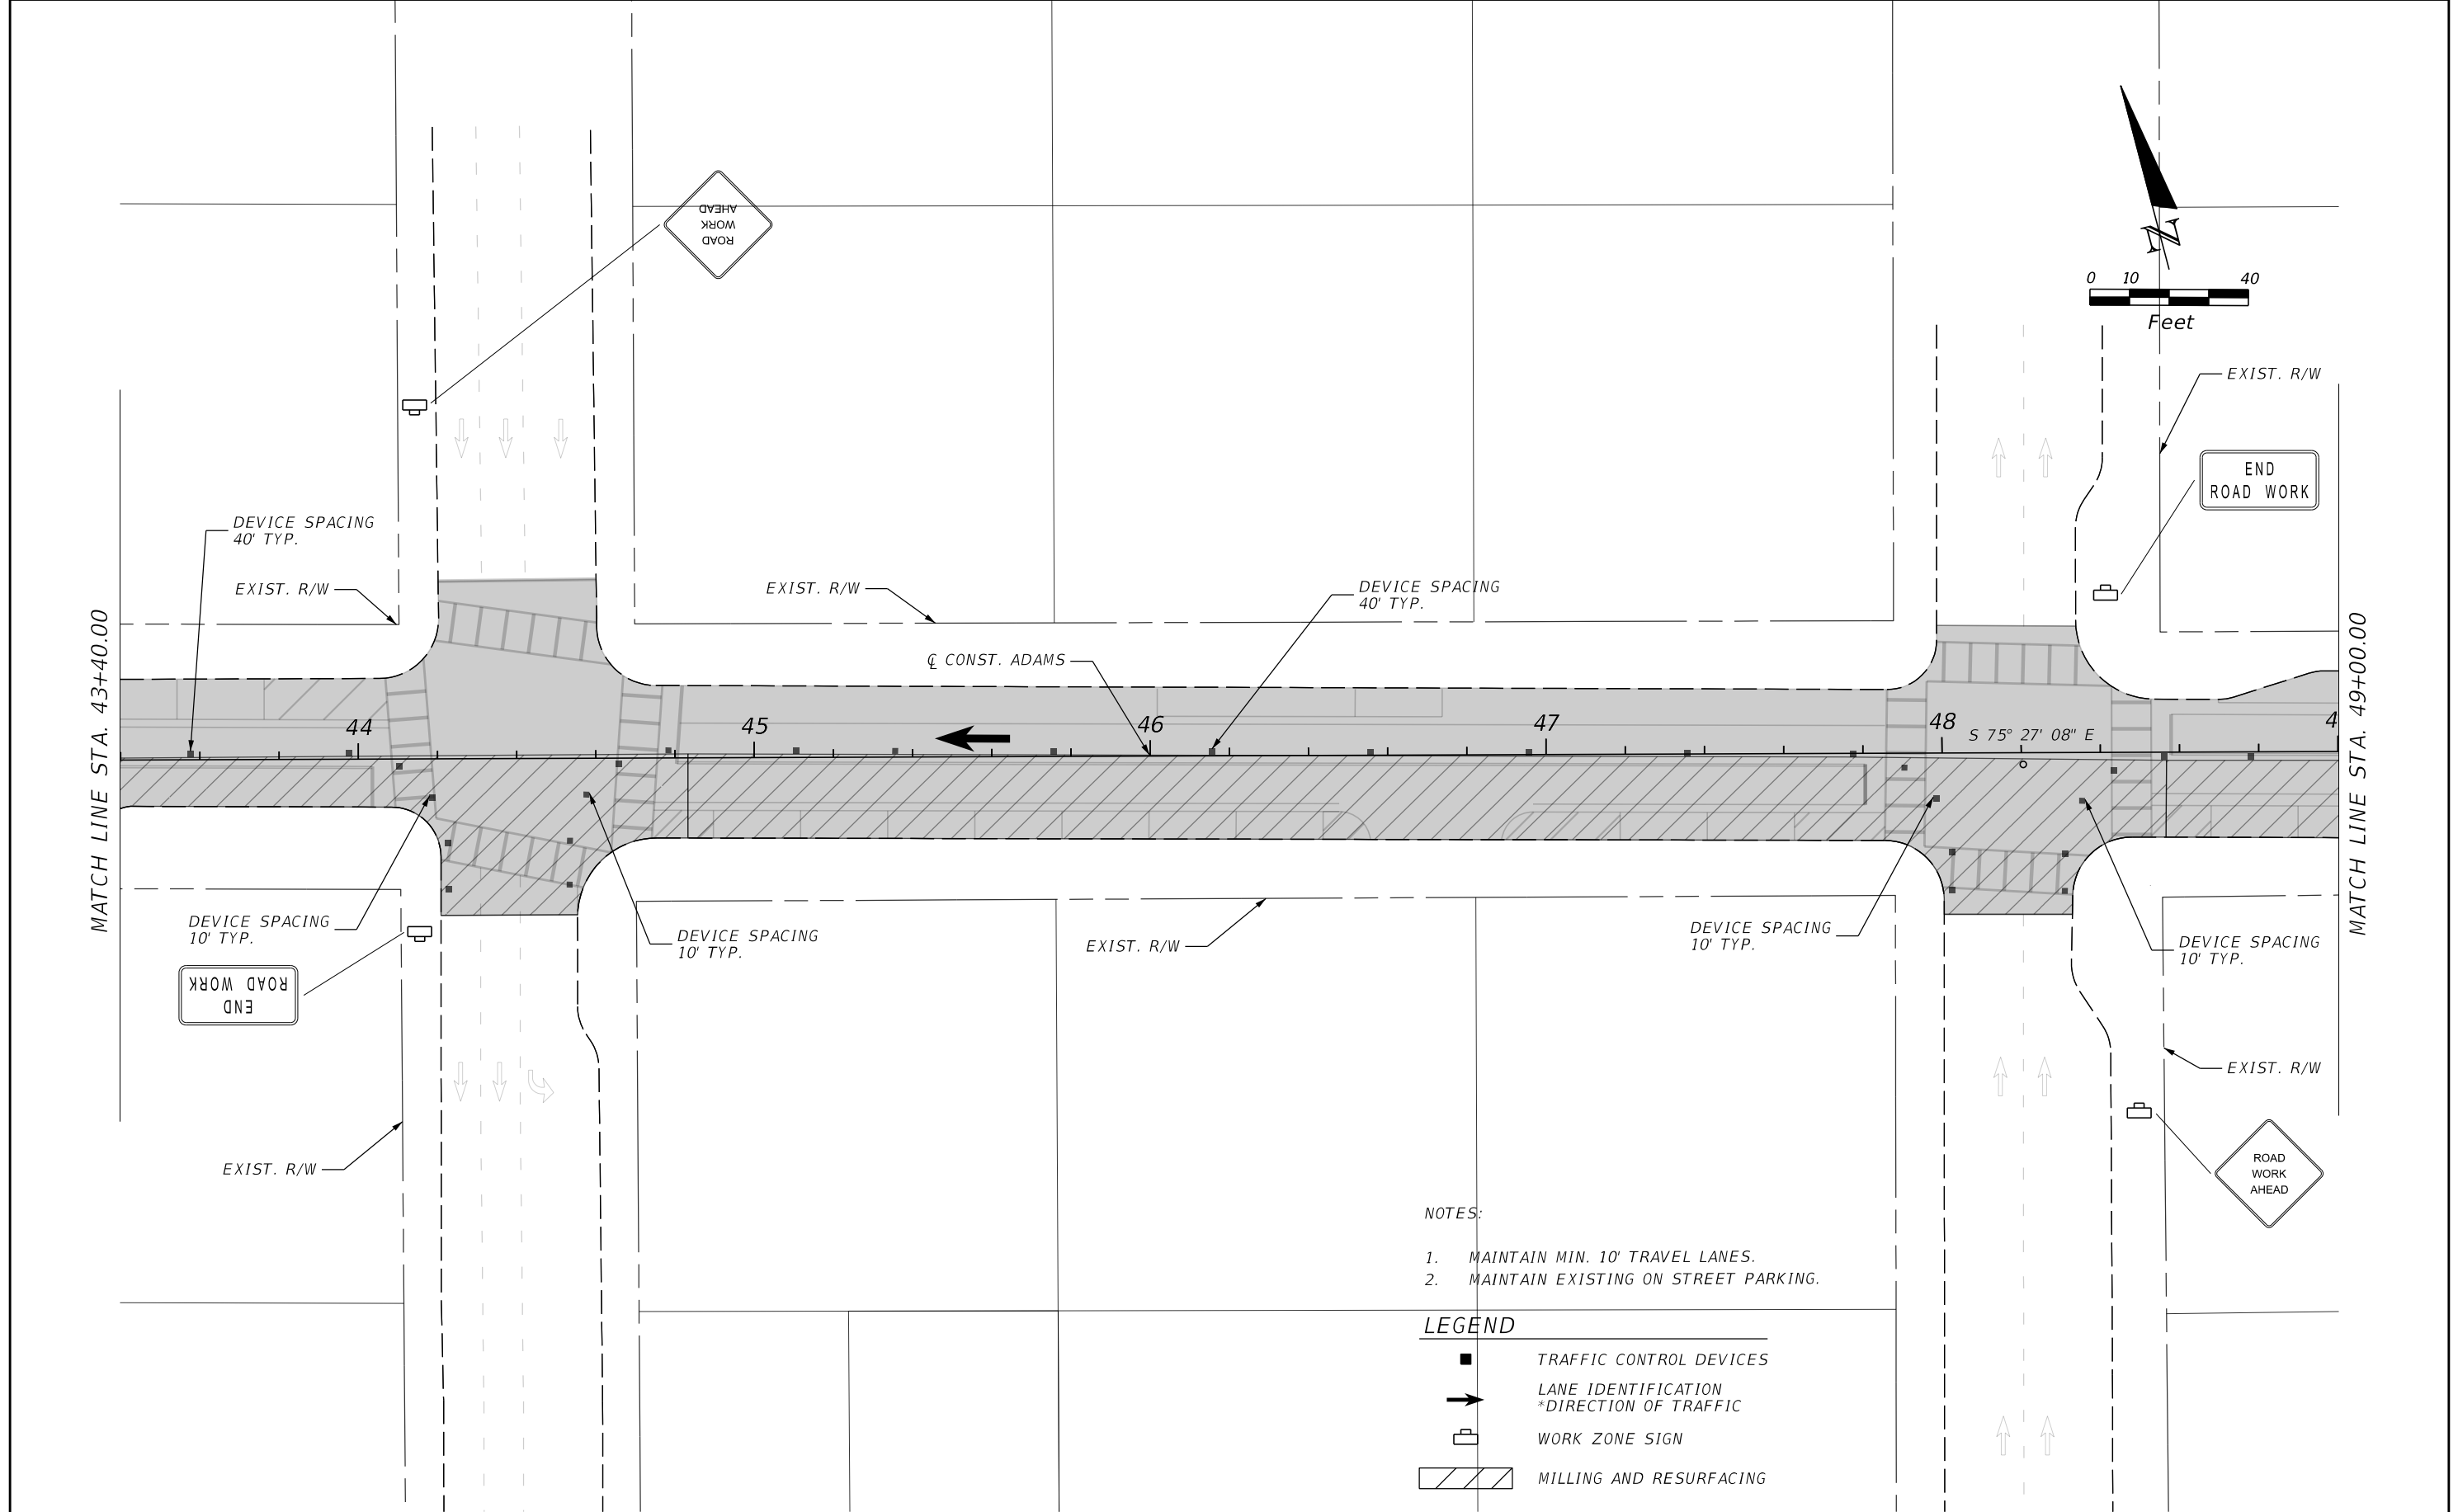 AHEAD
WORK
ROAD
0 10 40
Feet
EXIST. R/W
END
ROAD WORK
DEVICE SPACING
40' TYP.
EXIST. R/W
EXIST. R/W
DEVICE SPACING
40' TYP.
℄ CONST. ADAMS
MATCH LINE STA. 43+40.00
44
45
46
47
48
4
S 75° 27' 08" E
MATCH LINE STA. 49+00.00
DEVICE SPACING
10' TYP.
DEVICE SPACING
10' TYP.
EXIST. R/W
DEVICE SPACING
10' TYP.
DEVICE SPACING
10' TYP.
ROAD WORK
END
EXIST. R/W
EXIST. R/W
ROAD
WORK
AHEAD
NOTES:
1. MAINTAIN MIN. 10' TRAVEL LANES.
2. MAINTAIN EXISTING ON STREET PARKING.
LEGEND
TRAFFIC CONTROL DEVICES
LANE IDENTIFICATION
*DIRECTION OF TRAFFIC
WORK ZONE SIGN
MILLING AND RESURFACING
N